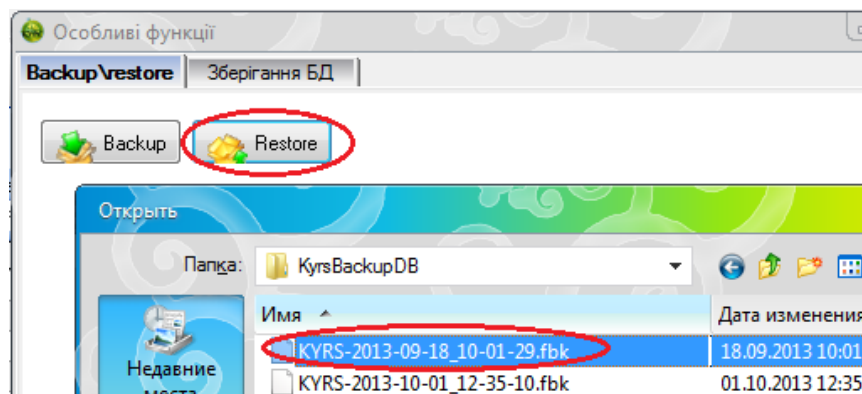 Особливі функції
Backup\restore Зберігання БД
Backup Restore
Открыть
Папка: KyrsBackupDB
Имя Дата изменения
KYRS-2013-09-18_10-01-29.fbk 18.09.2013 10:01
Недавние
места
KYRS-2013-10-01_12-35-10.fbk 01.10.2013 12:35